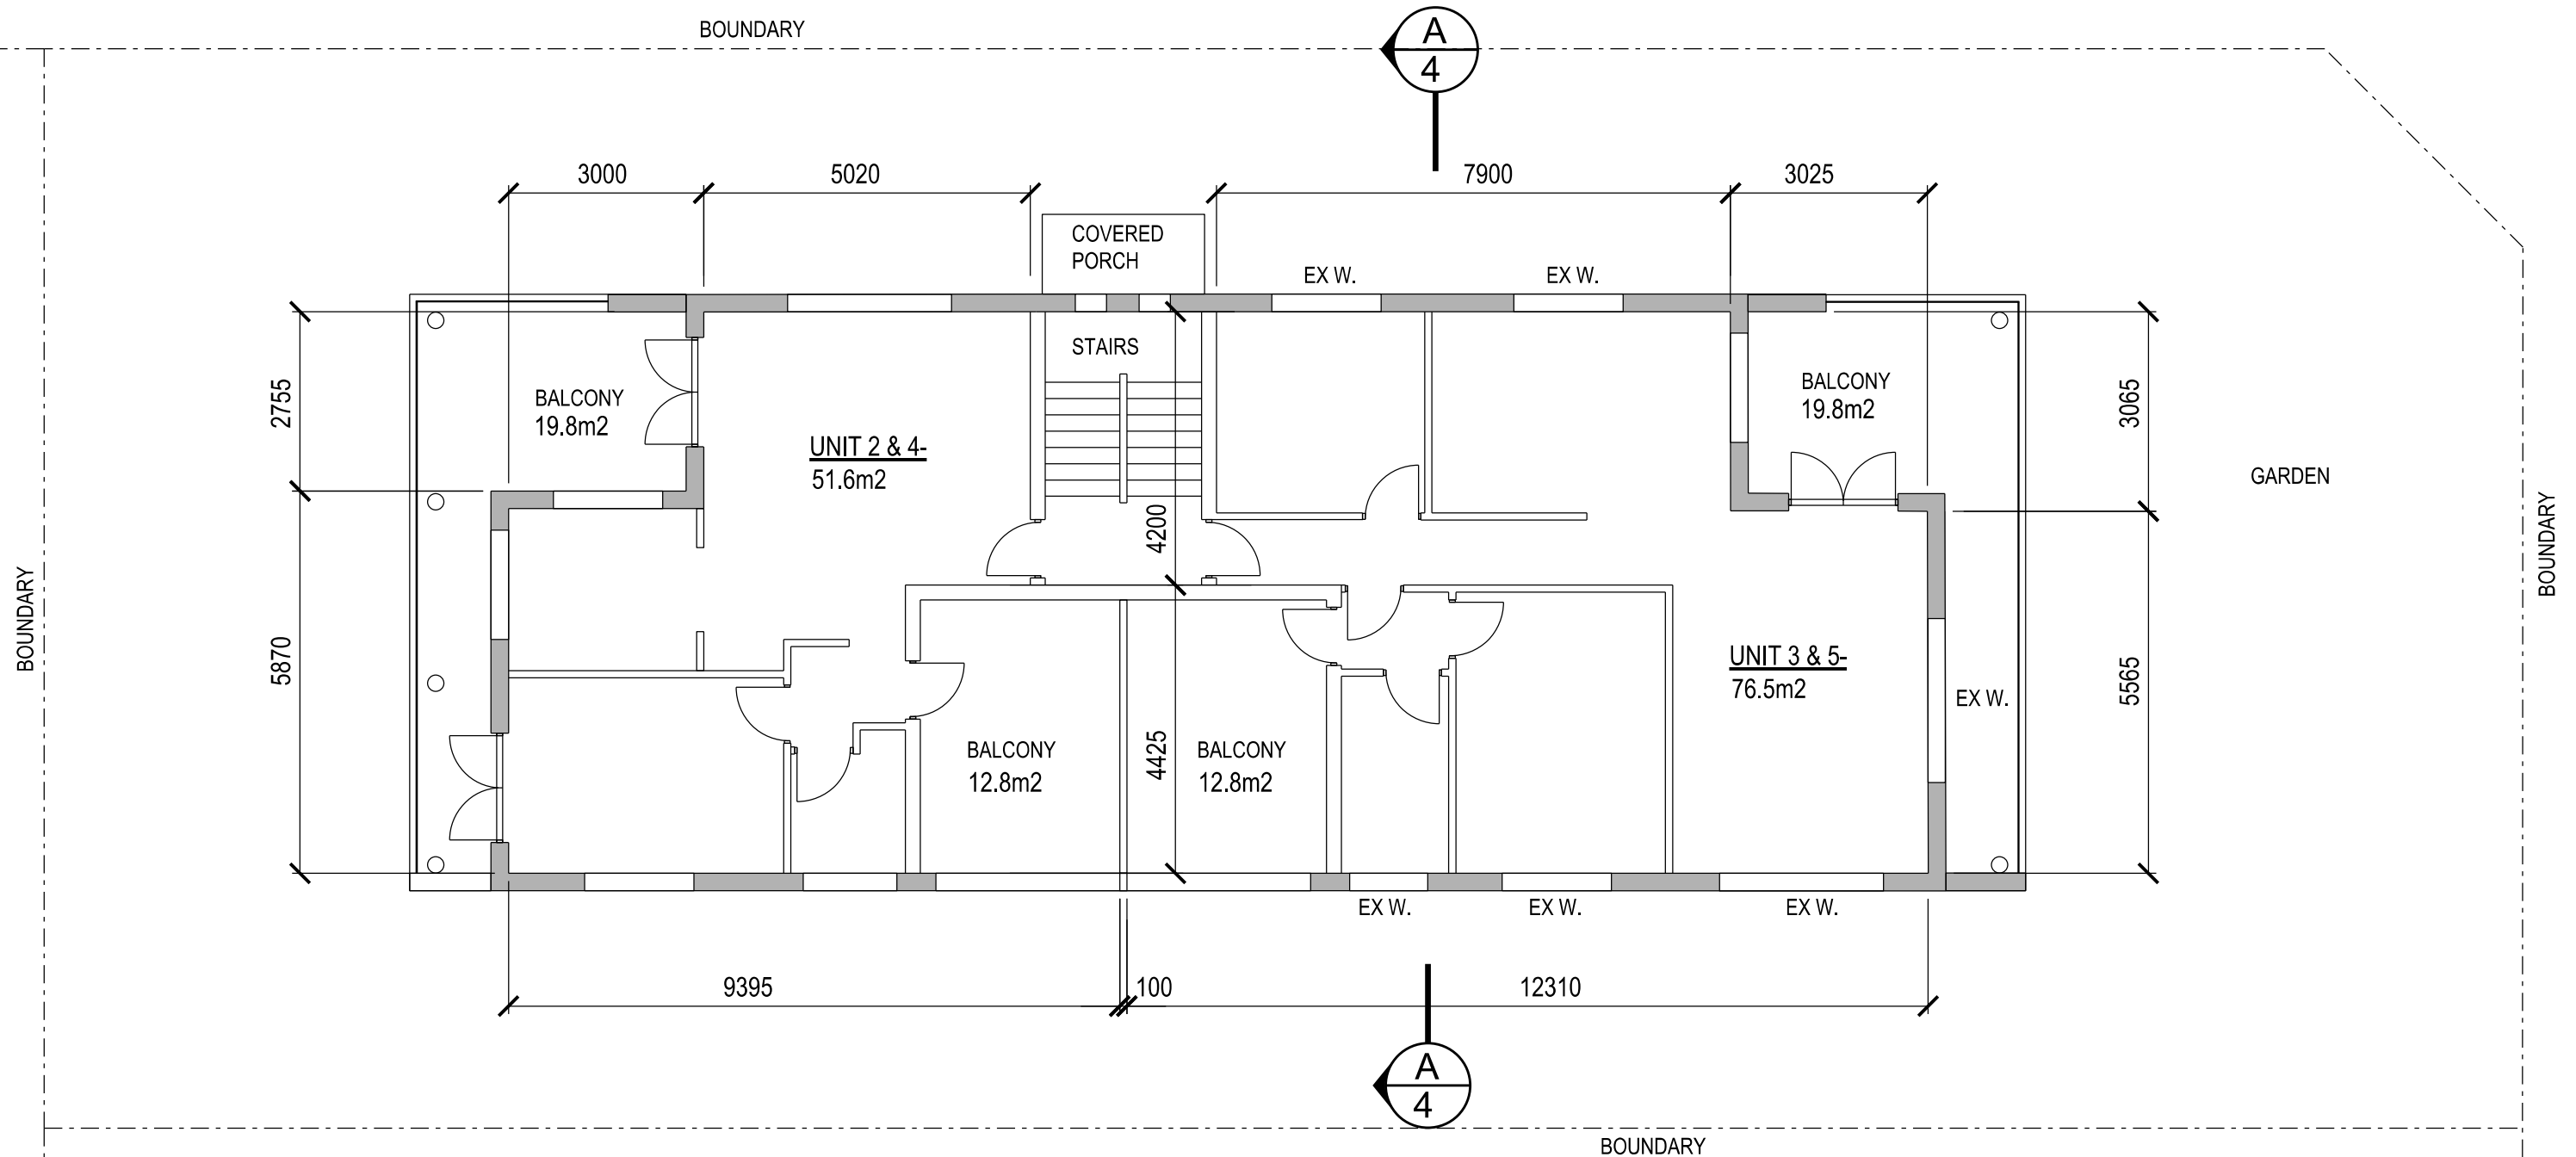 BOUNDARY
A
4
3000
5020
7900
3025
COVERED
PORCH
EX W.
EX W.
STAIRS
2755
BALCONY
19.8m2
BALCONY
19.8m2
3065
UNIT 2 & 4-
51.6m2
GARDEN
4200
BOUNDARY
BOUNDARY
5870
UNIT 3 & 5-
76.5m2
EX W.
5565
BALCONY
12.8m2
4425
BALCONY
12.8m2
EX W.
EX W.
EX W.
9395
100
12310
A
4
BOUNDARY